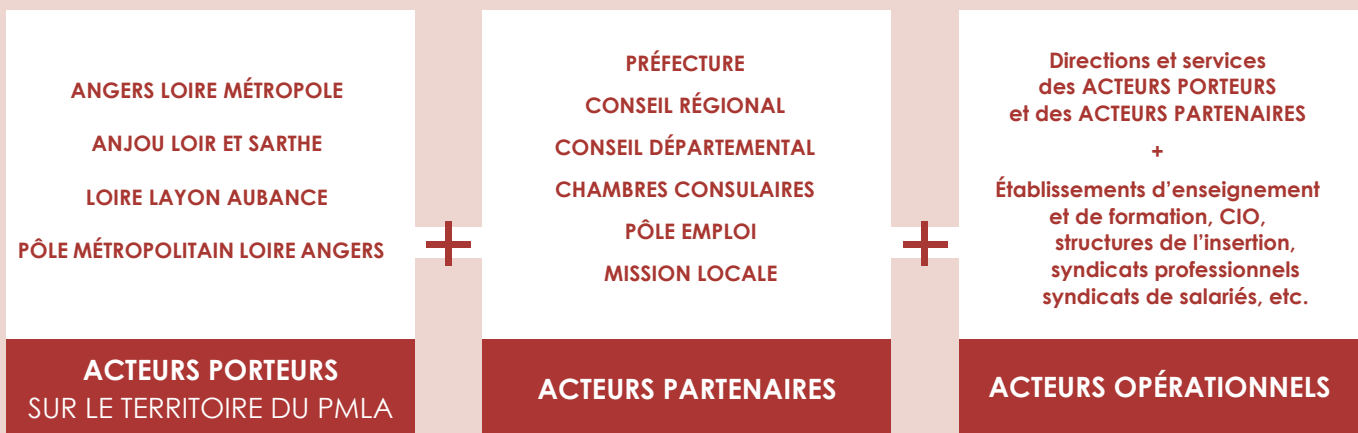 ANGERS LOIRE MÉTROPOLE
ANJOU LOIR ET SARTHE
LOIRE LAYON AUBANCE
PÔLE MÉTROPOLITAIN LOIRE ANGERS
ACTEURS PORTEURS
SUR LE TERRITOIRE DU PMLA
+
PRÉFECTURE
CONSEIL RÉGIONAL
CONSEIL DÉPARTEMENTAL
CHAMBRES CONSULAIRES
PÔLE EMPLOI
MISSION LOCALE
ACTEURS PARTENAIRES
+
Directions et services
des ACTEURS PORTEURS
et des ACTEURS PARTENAIRES
+
Établissements d’enseignement
et de formation, CIO,
structures de l’insertion,
syndicats professionnels
syndicats de salariés, etc.
ACTEURS OPÉRATIONNELS